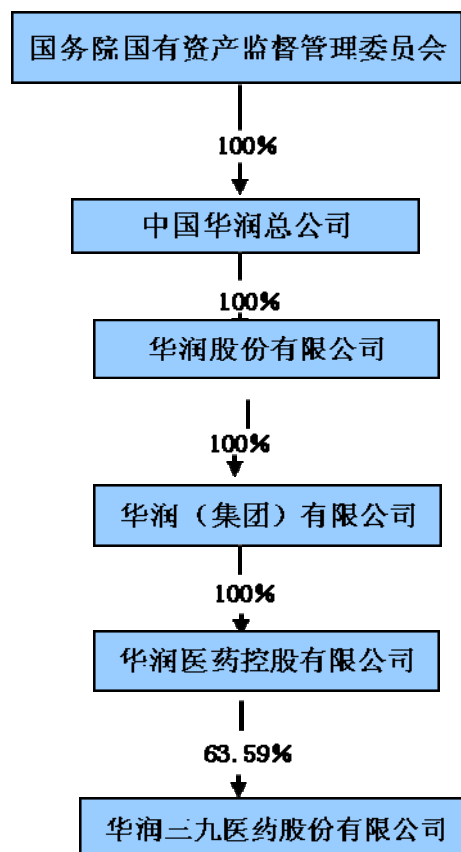 国务院国有资产监督管理委员会
100%
中国华润总公司
100%
华润股份有限公司
100%
华润（集团）有限公司
100%
华润医药控股有限公司
63.59%
华润三九医药股份有限公司